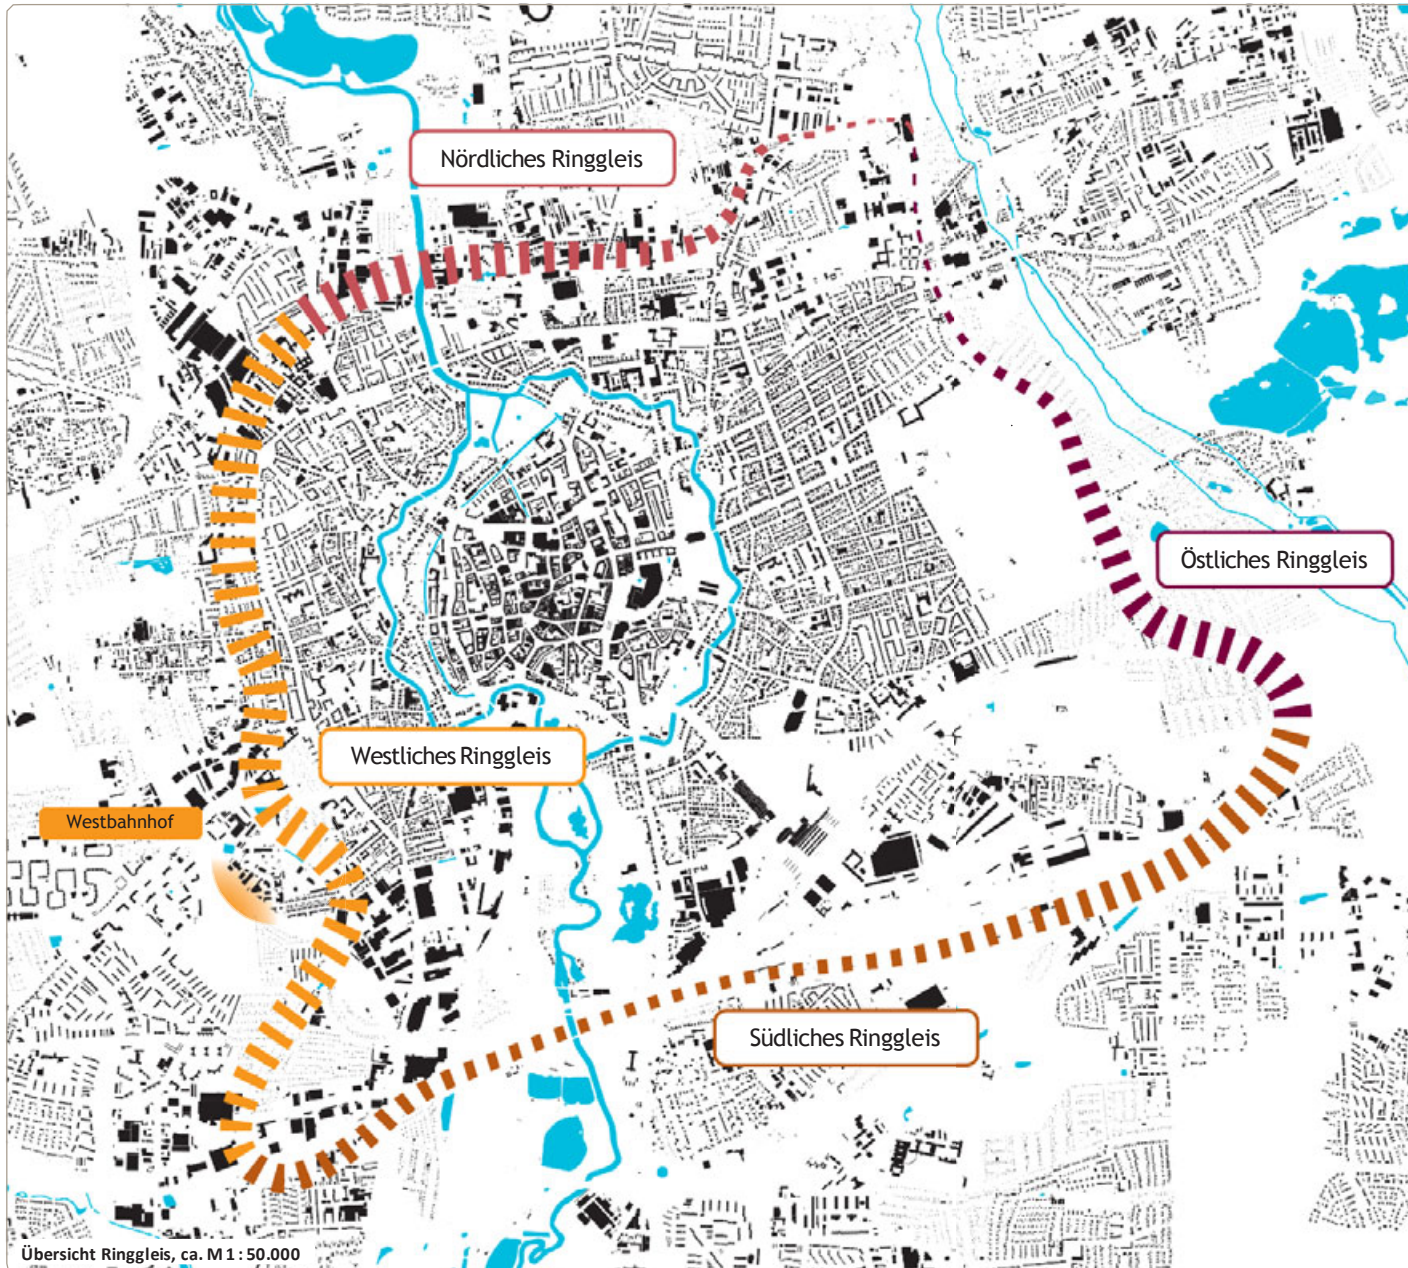 Nördliches Ringgleis
Östliches Ringgleis
Westliches Ringgleis
Westbahnhof
Südliches Ringgleis
Übersicht Ringgleis, ca. M 1 : 50.000